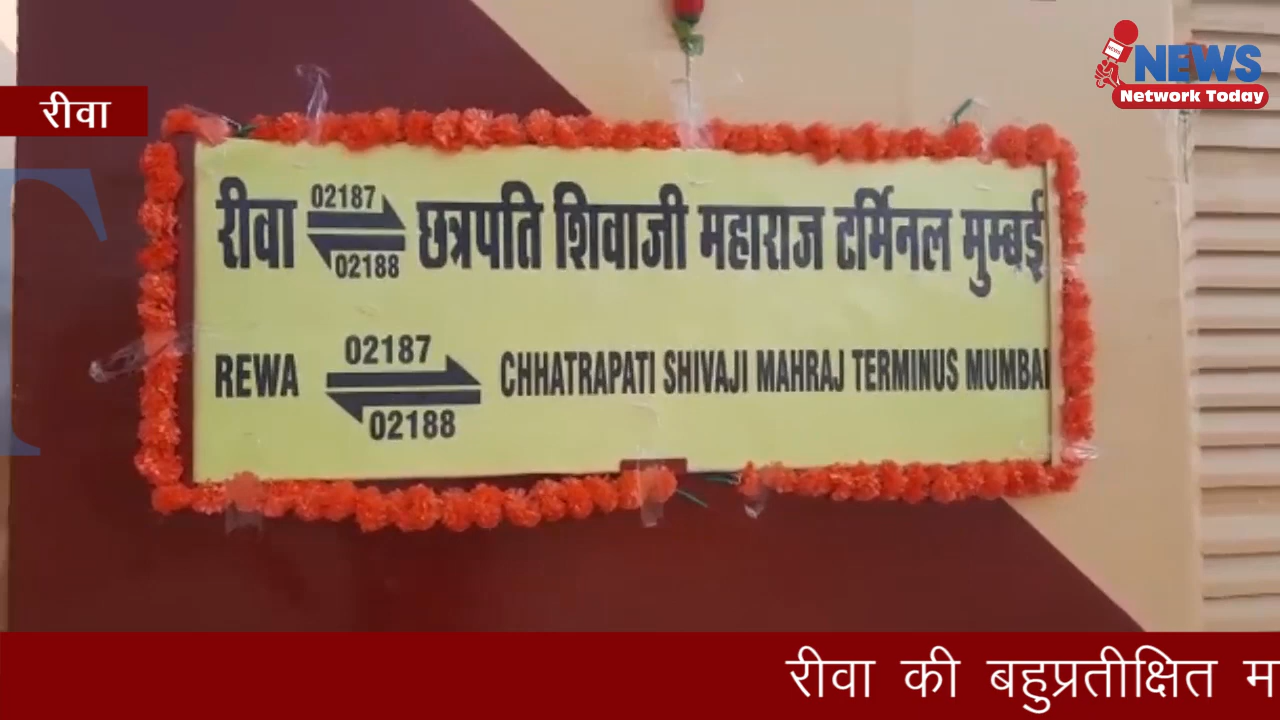 NEWS
Network Today
रीवा
रीवा 02187 02188 छत्रपति शिवाजी महाराज टर्मिनल मुम्बई
REWA 02187 02188 CHHATRAPATI SHIVAJI MAHRAJ TERMINUS MUMBAI
रीवा की बहुप्रतीक्षित म